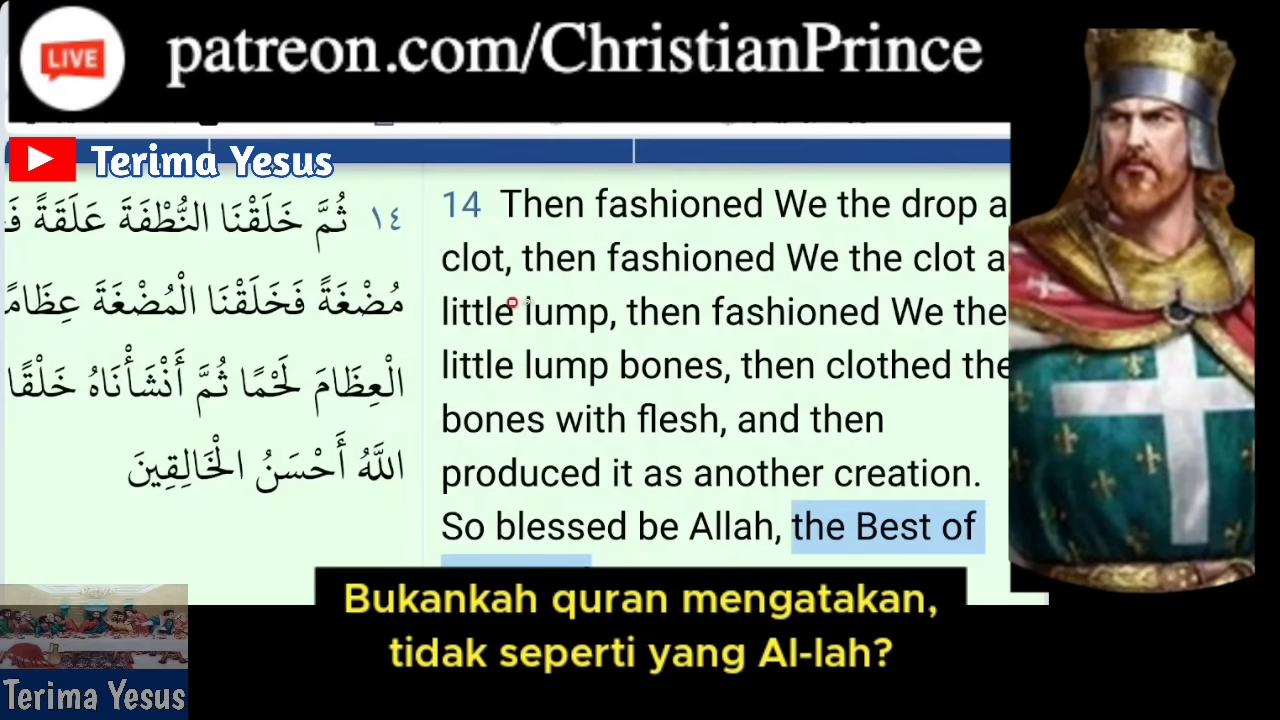 LIVE
patreon.com/ChristianPrince
Terima Yesus
١٤ ثُمَّ خَلَقْنَا النُّطْفَةَ عَلَقَةً
مُضْغَةً فَخَلَقْنَا الْمُضْغَةَ عِظَامًا
الْعِظَامَ لَحْمًا ثُمَّ أَنْشَأْنَاهُ خَلْقًا
اللَّهُ أَحْسَنُ الْخَالِقِينَ
14 Then fashioned We the drop a
clot, then fashioned We the clot a
little lump, then fashioned We the
little lump bones, then clothed the
bones with flesh, and then
produced it as another creation.
So blessed be Allah, the Best of
Bukankah quran mengatakan,
tidak seperti yang Al-lah?
Terima Yesus